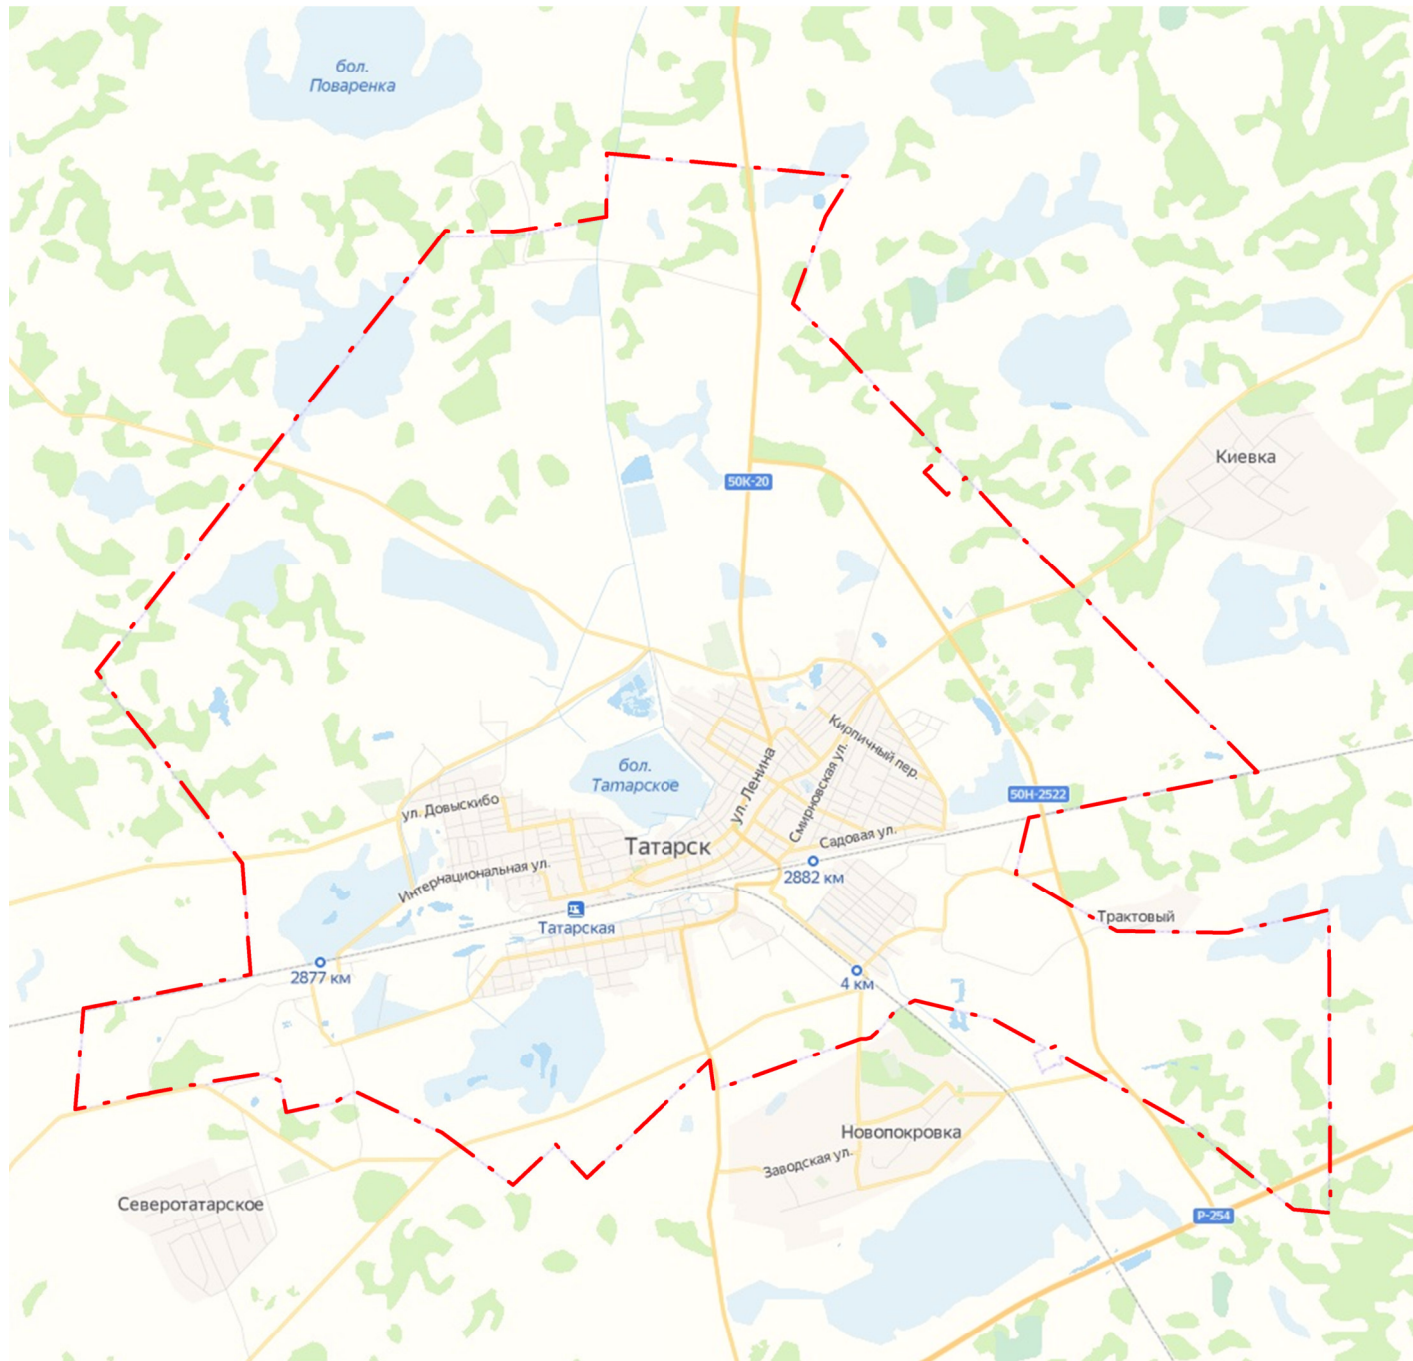 бол.
Поваренка
Киевка
50К-20
Кирпичный пер.
бол.
Татарское
ул. Ленина
Смирновская ул.
50Н-2522
ул. Довыскибо
Татарск
Садовая ул.
Интернациональная ул.
2882 км
Трактовый
Татарская
2877 км
4 км
Новопокровка
Заводская ул.
Северотатарское
Р-254